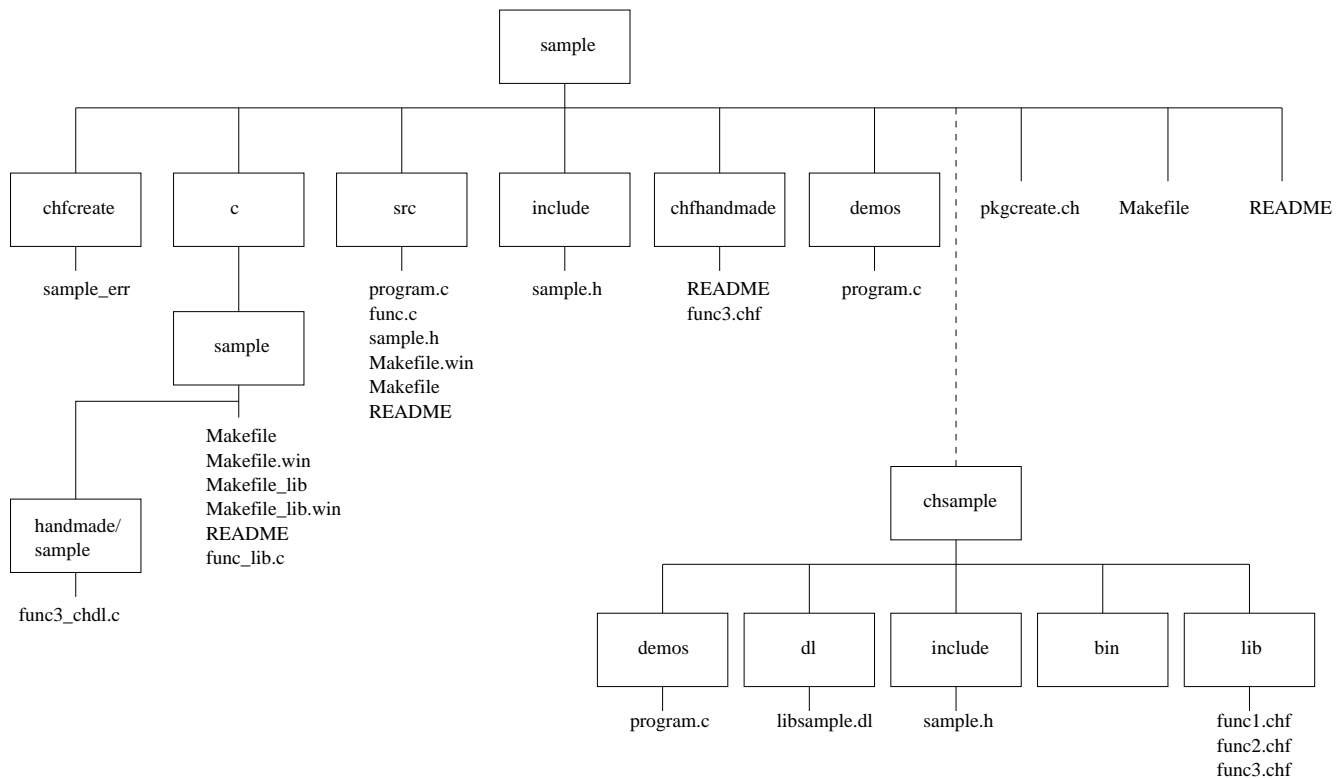 sample
chfcreate
c
src
include
chfhandmade
demos
pkgcreate.ch
Makefile
README
sample_err
program.c
func.c
sample.h
Makefile.win
Makefile
README
sample.h
README
func3.chf
program.c
sample
Makefile
Makefile.win
Makefile_lib
Makefile_lib.win
README
func_lib.c
handmade/
sample
func3_chdl.c
chsample
demos
dl
include
bin
lib
program.c
libsample.dl
sample.h
func1.chf
func2.chf
func3.chf